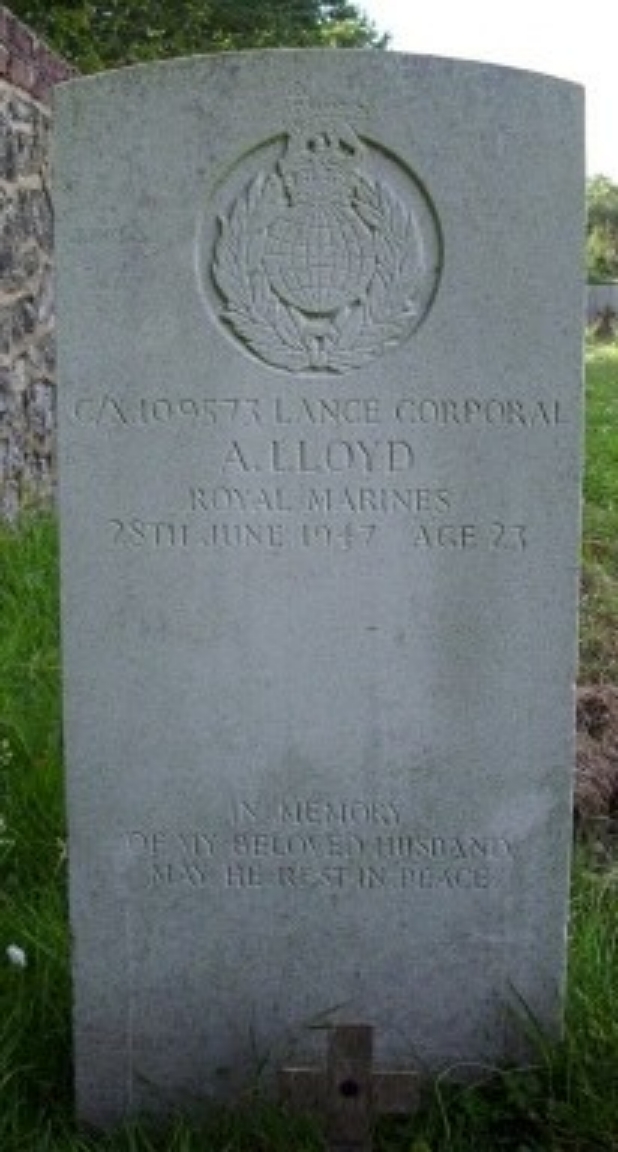 C/X.109573 LANCE CORPORAL
A. LLOYD
ROYAL MARINES
28TH JUNE 1947 AGE 23
IN MEMORY
OF MY BELOVED HUSBAND
MAY HE REST IN PEACE